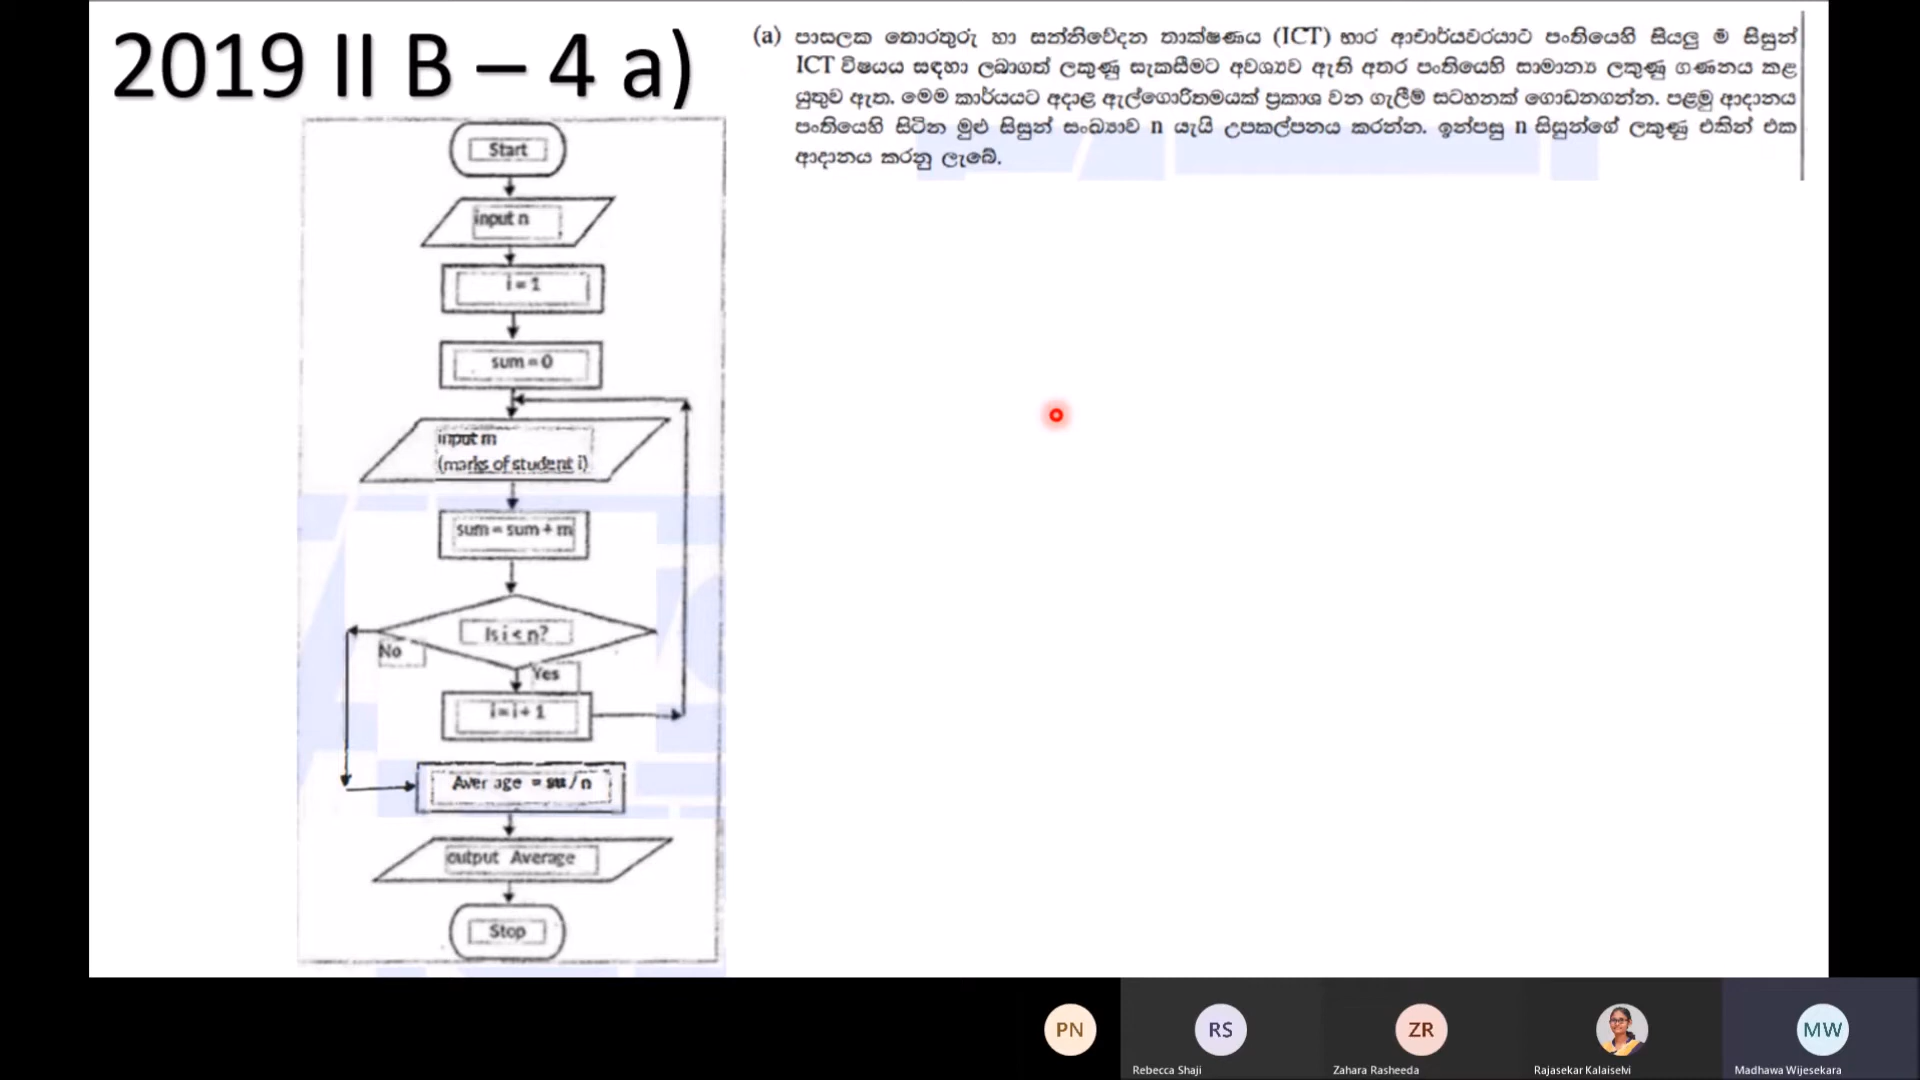 2019 II B – 4 a)
(a) පාසලක තොරතුරු හා සන්නිවේදන තාක්ෂණය (ICT) භාර ආචාර්යවරයාට පංතියෙහි සියලු ම සිසුන්
ICT විෂයය සඳහා ලබාගත් ලකුණු සැකසීමට අවශ්‍යව ඇති අතර පංතියෙහි සාමාන්‍ය ලකුණු ගණනය කළ
යුතුව ඇත. මෙම කාර්යයට අදාළ ඇල්ගොරිතමයක් ප්‍රකාශ වන ගැලීම් සටහනක් ගොඩනගන්න. පළමු ආදානය
පංතියෙහි සිටින මුළු සිසුන් සංඛ්‍යාව n යැයි උපකල්පනය කරන්න. ඉන්පසු n සිසුන්ගේ ලකුණු එකින් එක
ආදානය කරනු ලැබේ.
Start
input n
i = 1
sum = 0
input m
(marks of student i)
sum = sum + m
Is i < n?
No
Yes
i = i + 1
Average = su / n
output Average
Stop
PN
RS
ZR
MW
Rebecca Shaji
Zahara Rasheeda
Rajasekar Kalaiselvi
Madhawa Wijesekara